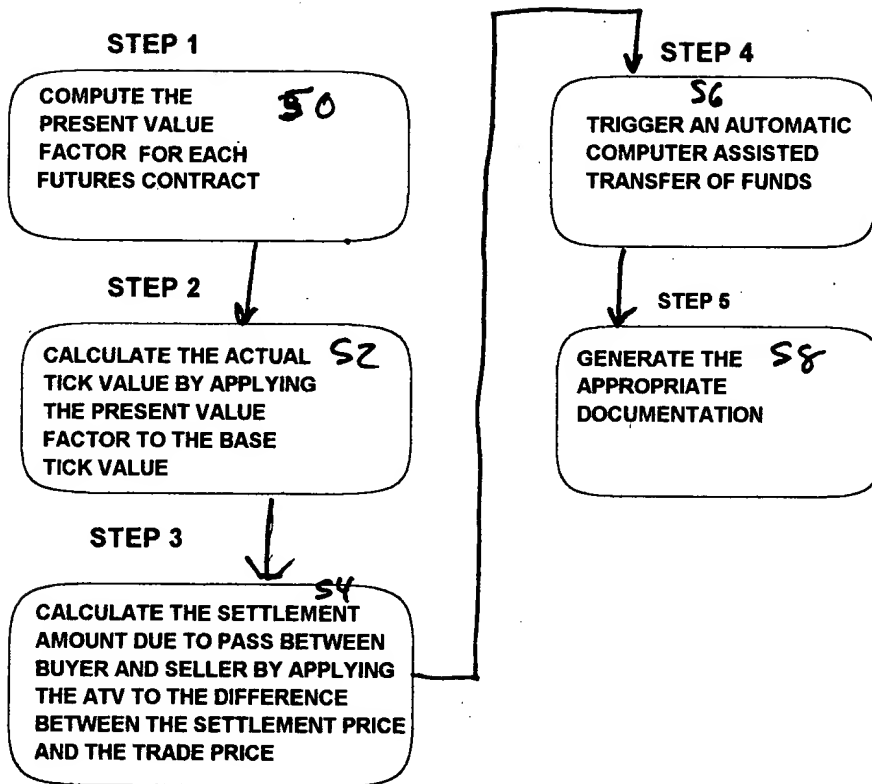 STEP 1
COMPUTE THE 50
PRESENT VALUE
FACTOR FOR EACH
FUTURES CONTRACT
STEP 2
CALCULATE THE ACTUAL 52
TICK VALUE BY APPLYING
THE PRESENT VALUE
FACTOR TO THE BASE
TICK VALUE
STEP 3
54
CALCULATE THE SETTLEMENT
AMOUNT DUE TO PASS BETWEEN
BUYER AND SELLER BY APPLYING
THE ATV TO THE DIFFERENCE
BETWEEN THE SETTLEMENT PRICE
AND THE TRADE PRICE
STEP 4
56
TRIGGER AN AUTOMATIC
COMPUTER ASSISTED
TRANSFER OF FUNDS
STEP 5
GENERATE THE 58
APPROPRIATE
DOCUMENTATION